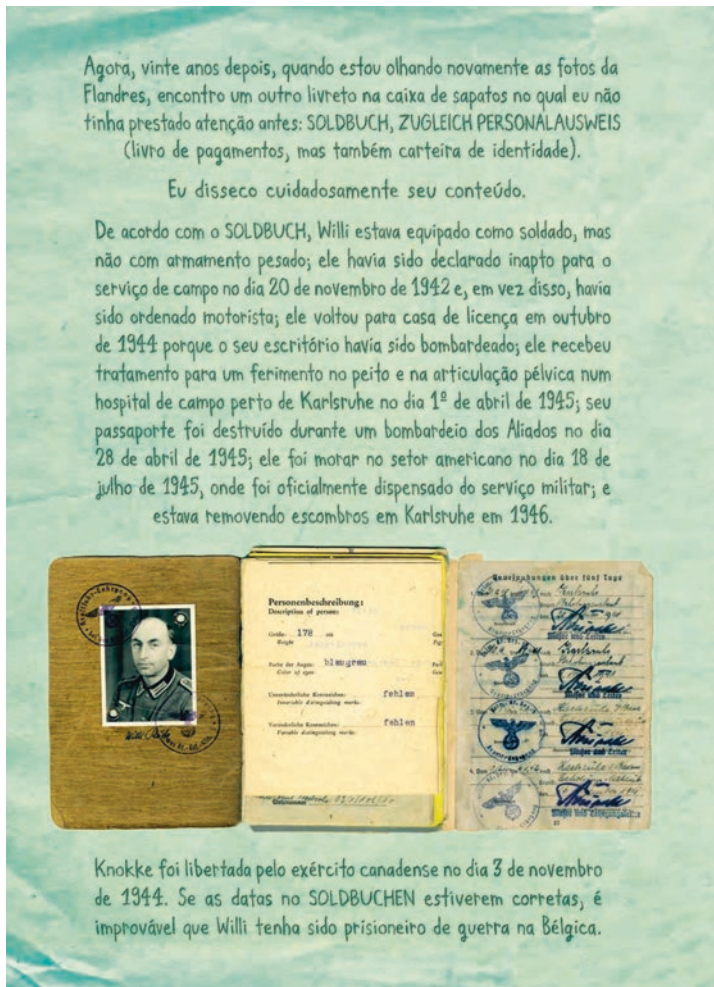 Agora, vinte anos depois, quando estou olhando novamente as fotos da
Flandres, encontro um outro livreto na caixa de sapatos no qual eu não
tinha prestado atenção antes: SOLDBUCH, ZUGLEICH PERSONALAUSWEIS
(livro de pagamentos, mas também carteira de identidade).
Eu disseco cuidadosamente seu conteúdo.
De acordo com o SOLDBUCH, Willi estava equipado como soldado, mas
não com armamento pesado; ele havia sido declarado inapto para o
serviço de campo no dia 20 de novembro de 1942 e, em vez disso, havia
sido ordenado motorista; ele voltou para casa de licença em outubro
de 1944 porque o seu escritório havia sido bombardeado; ele recebeu
tratamento para um ferimento no peito e na articulação pélvica num
hospital de campo perto de Karlsruhe no dia 1º de abril de 1945; seu
passaporte foi destruído durante um bombardeio dos Aliados no dia
28 de abril de 1945; ele foi morar no setor americano no dia 18 de
julho de 1945, onde foi oficialmente dispensado do serviço militar; e
estava removendo escombros em Karlsruhe em 1946.
Personenbeschreibung:
Description of person:
Größe: 178 cm
Height
Farbe der Augen: blaugrau
Color of eyes
Unveränderliche Kennzeichen: fehlen
Invariable distinguishing marks:
Veränderliche Kennzeichen: fehlen
Variable distinguishing marks:
Beurlaubungen über fünf Tage
Karlsruhe
Karlsruhe
Knokke foi libertada pelo exército canadense no dia 3 de novembro
de 1944. Se as datas no SOLDBUCHEN estiverem corretas, é
improvável que Willi tenha sido prisioneiro de guerra na Bélgica.